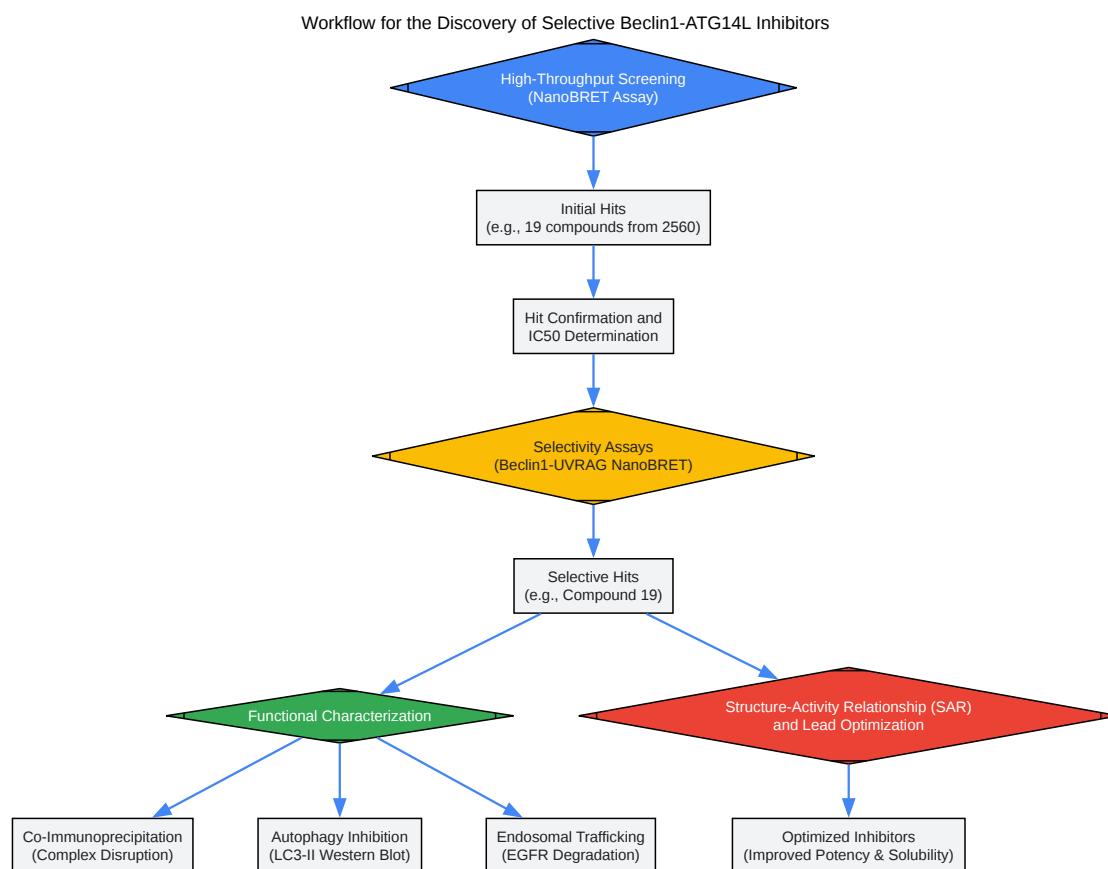 Workflow for the Discovery of Selective Beclin1-ATG14L Inhibitors
High-Throughput Screening
(NanoBRET Assay)
Initial Hits
(e.g., 19 compounds from 2560)
Hit Confirmation and
IC50 Determination
Selectivity Assays
(Beclin1-UVRAG NanoBRET)
Selective Hits
(e.g., Compound 19)
Functional Characterization
Structure-Activity Relationship (SAR)
and Lead Optimization
Co-Immunoprecipitation
(Complex Disruption)
Autophagy Inhibition
(LC3-II Western Blot)
Endosomal Trafficking
(EGFR Degradation)
Optimized Inhibitors
(Improved Potency & Solubility)